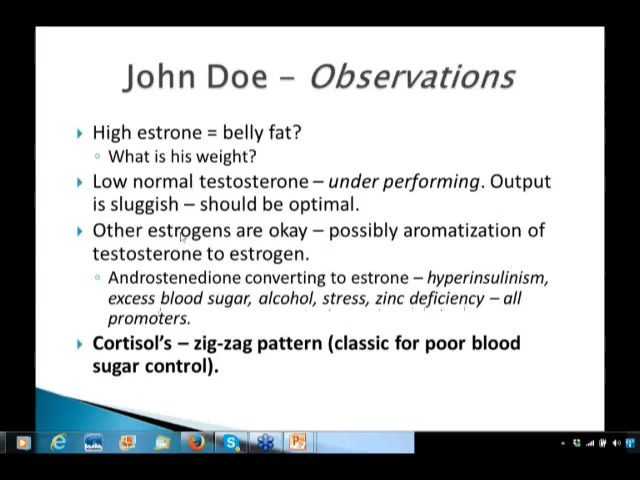 John Doe – Observations
High estrone = belly fat?
What is his weight?
Low normal testosterone – under performing. Output
is sluggish – should be optimal.
Other estrogens are okay – possibly aromatization of
testosterone to estrogen.
Androstenedione converting to estrone – hyperinsulinism,
excess blood sugar, alcohol, stress, zinc deficiency – all
promoters.
Cortisol's – zig-zag pattern (classic for poor blood
sugar control).